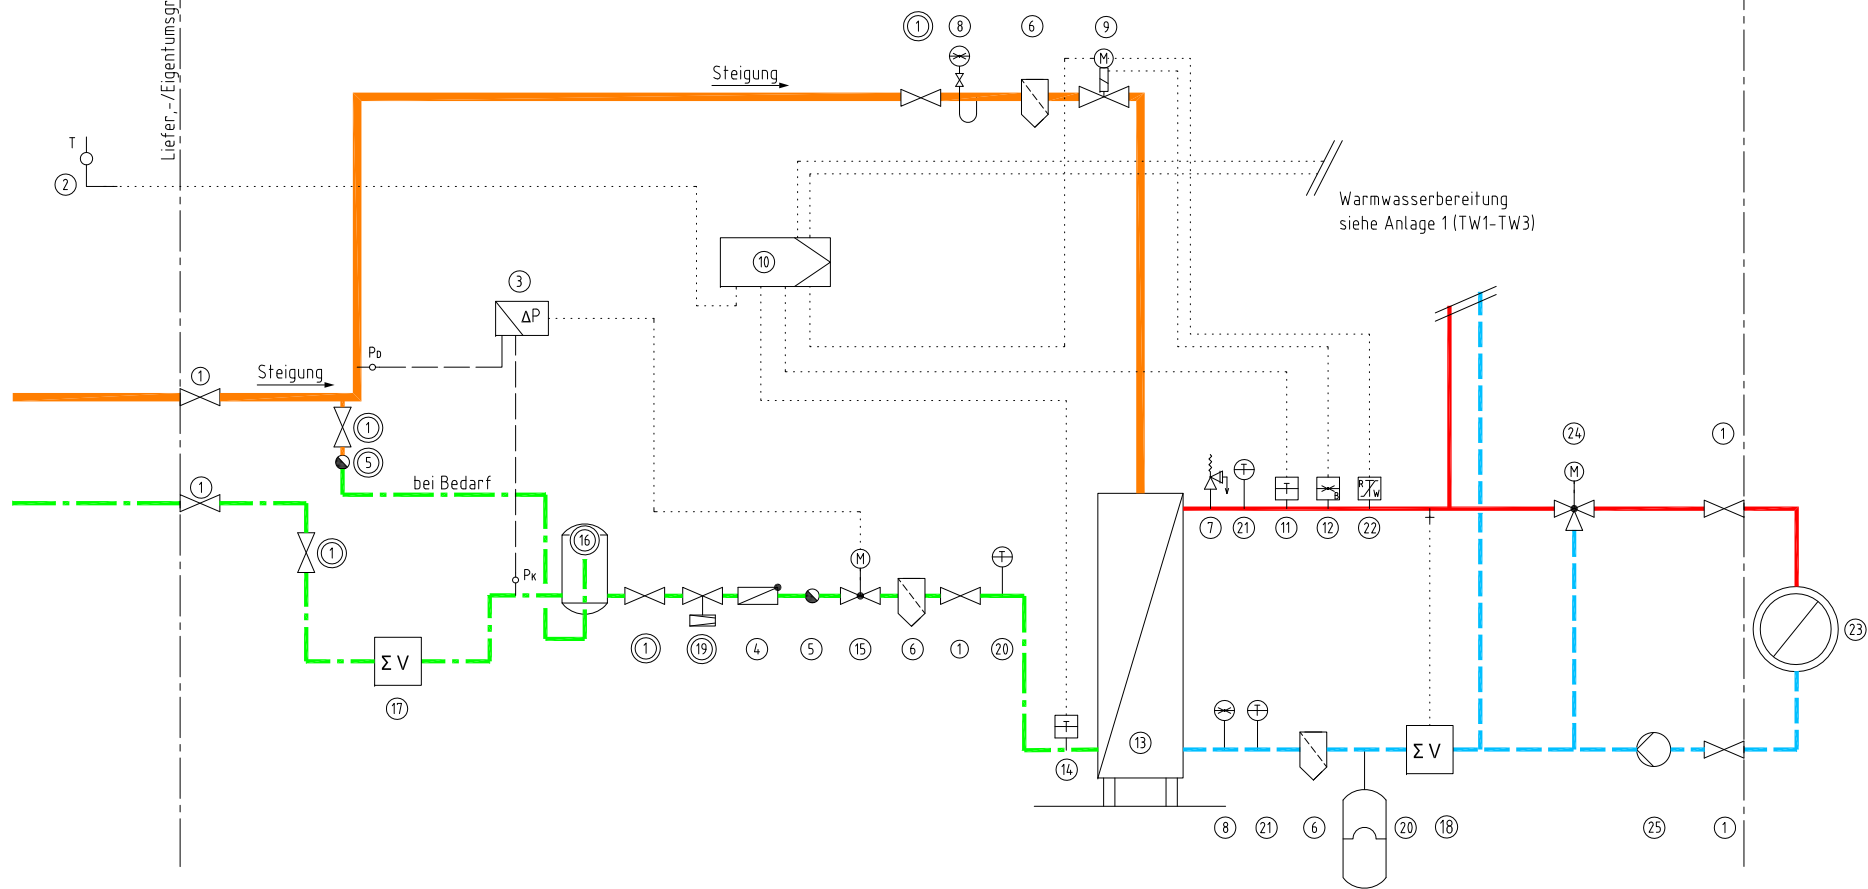 Liefer,-/Eigentumsgr
1
8
6
9
M
Steigung
T
2
Warmwasserbereitung
siehe Anlage 1 (TW1-TW3)
10
3
ΔP
PD
Steigung
1
1
5
1
bei Bedarf
1
16
PK
M
T
ΣV
17
1
19
4
5
15
6
1
20
T
14
13
T
T
B
R
W
7
21
11
12
22
24
M
1
23
T
ΣV
8
21
6
20
18
25
1